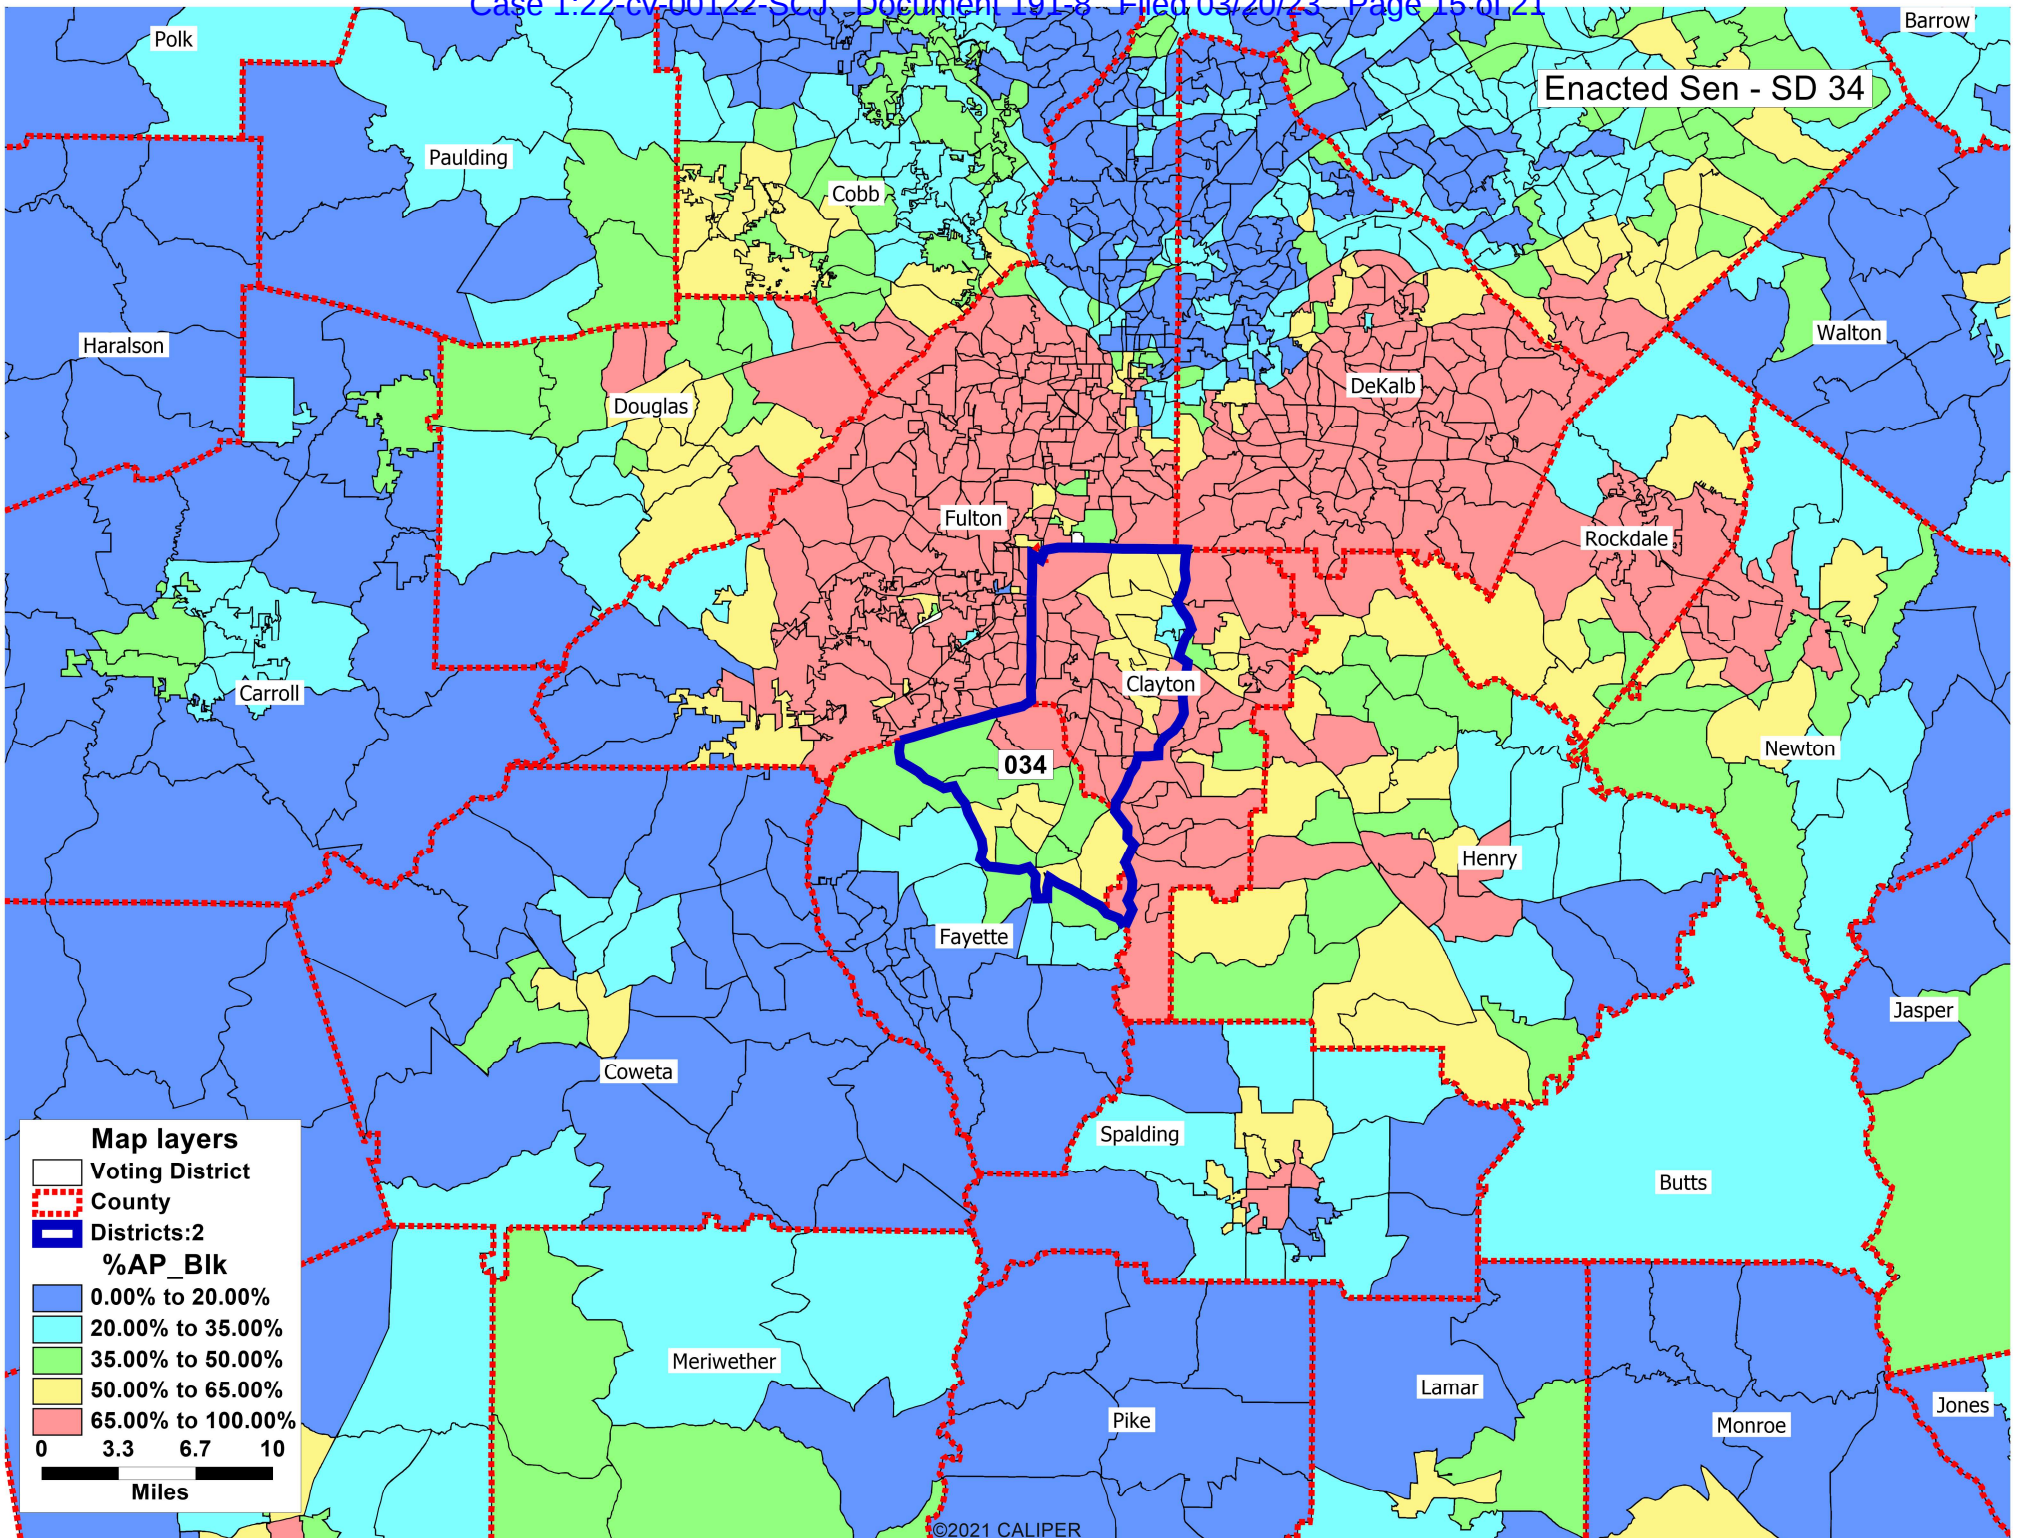 Case 1:22-cv-00122-SCJ Document 191-8 Filed 03/20/23 Page 15 of 21
Barrow
Polk
Enacted Sen - SD 34
Paulding
Cobb
Walton
Haralson
DeKalb
Douglas
Fulton
Rockdale
Clayton
Carroll
Newton
034
Henry
Fayette
Jasper
Coweta
Spalding
Butts
Meriwether
Lamar
Jones
Pike
Monroe
Map layers
Voting District
County
Districts:2
%AP_Blk
0.00% to 20.00%
20.00% to 35.00%
35.00% to 50.00%
50.00% to 65.00%
65.00% to 100.00%
0 3.3 6.7 10
Miles
©2021 CALIPER